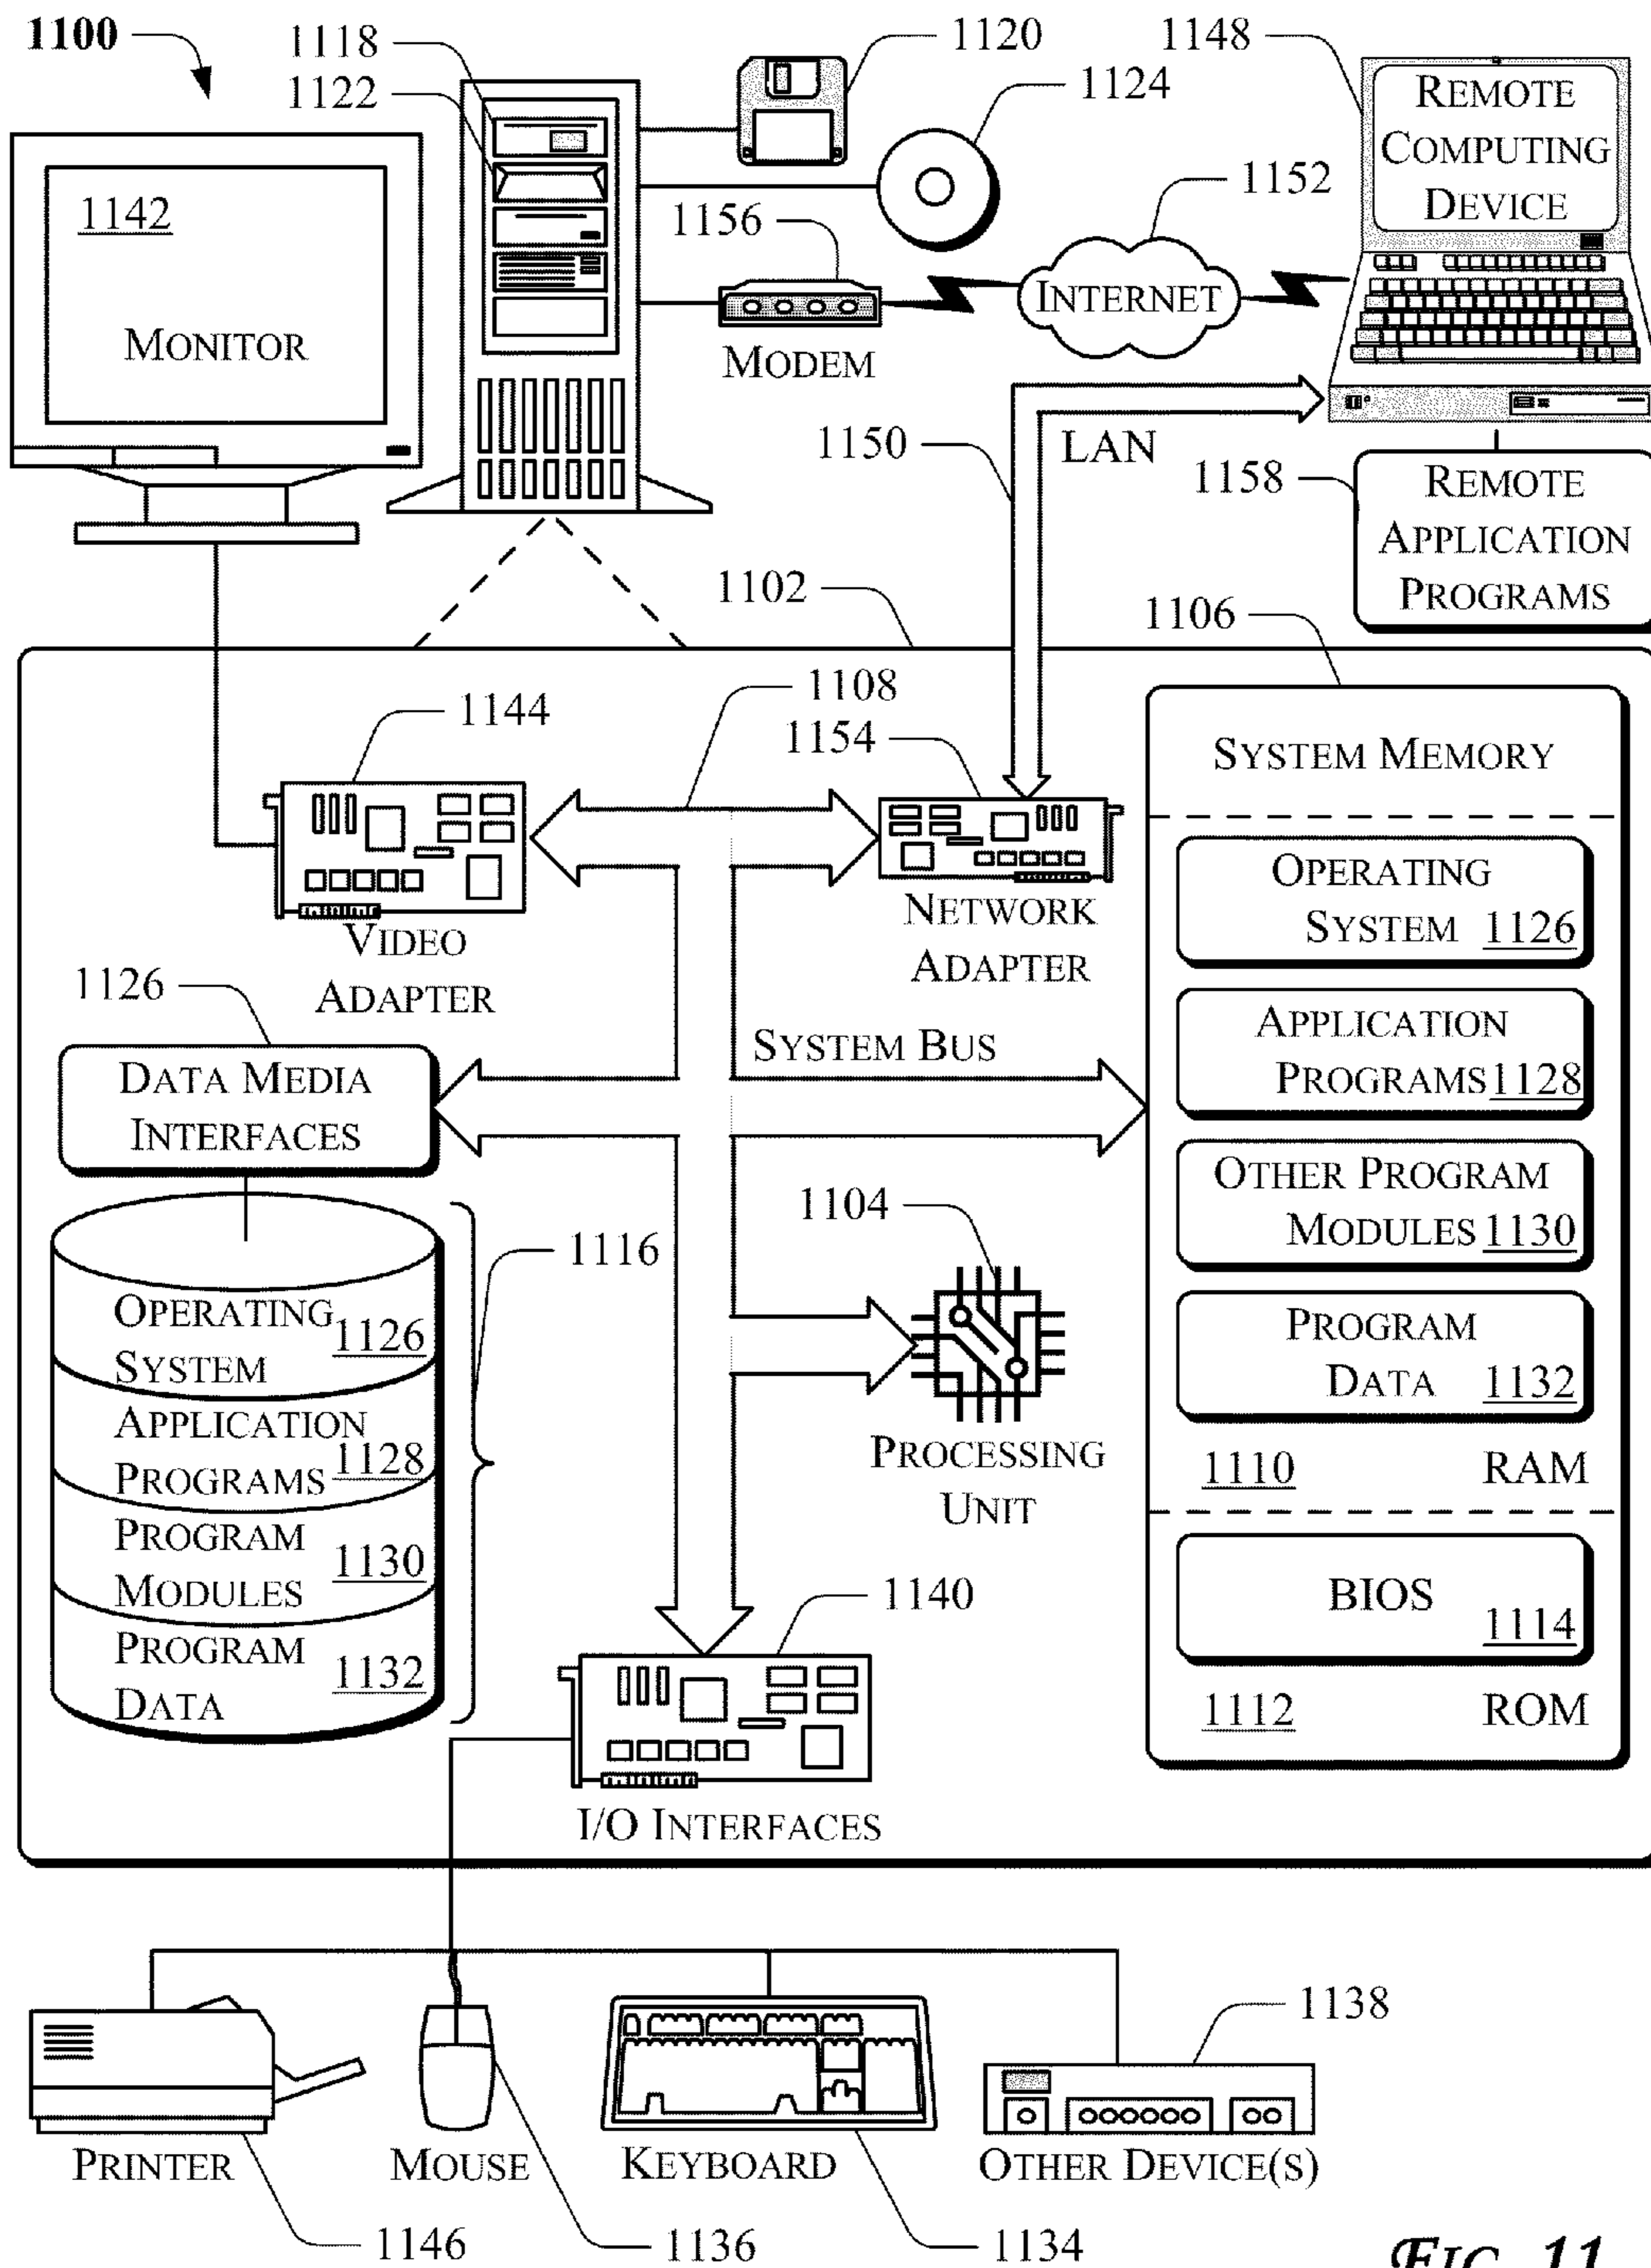 1100
1118
1122
1120
1124
1148
REMOTE
COMPUTING
DEVICE
1142
MONITOR
1156
MODEM
1152
INTERNET
1150
LAN
1158
REMOTE
APPLICATION
PROGRAMS
1102
1106
1108
1144
1154
VIDEO
ADAPTER
NETWORK
ADAPTER
SYSTEM MEMORY
OPERATING
SYSTEM 1126
APPLICATION
PROGRAMS 1128
OTHER PROGRAM
MODULES 1130
PROGRAM
DATA 1132
1110 RAM
BIOS
1114
1112 ROM
1126
DATA MEDIA
INTERFACES
SYSTEM BUS
1104
PROCESSING
UNIT
1116
OPERATING
SYSTEM 1126
APPLICATION
PROGRAMS 1128
PROGRAM
MODULES 1130
PROGRAM
DATA 1132
1140
I/O INTERFACES
1138
PRINTER
MOUSE
KEYBOARD
OTHER DEVICE(S)
1146
1136
1134
FIG. 11